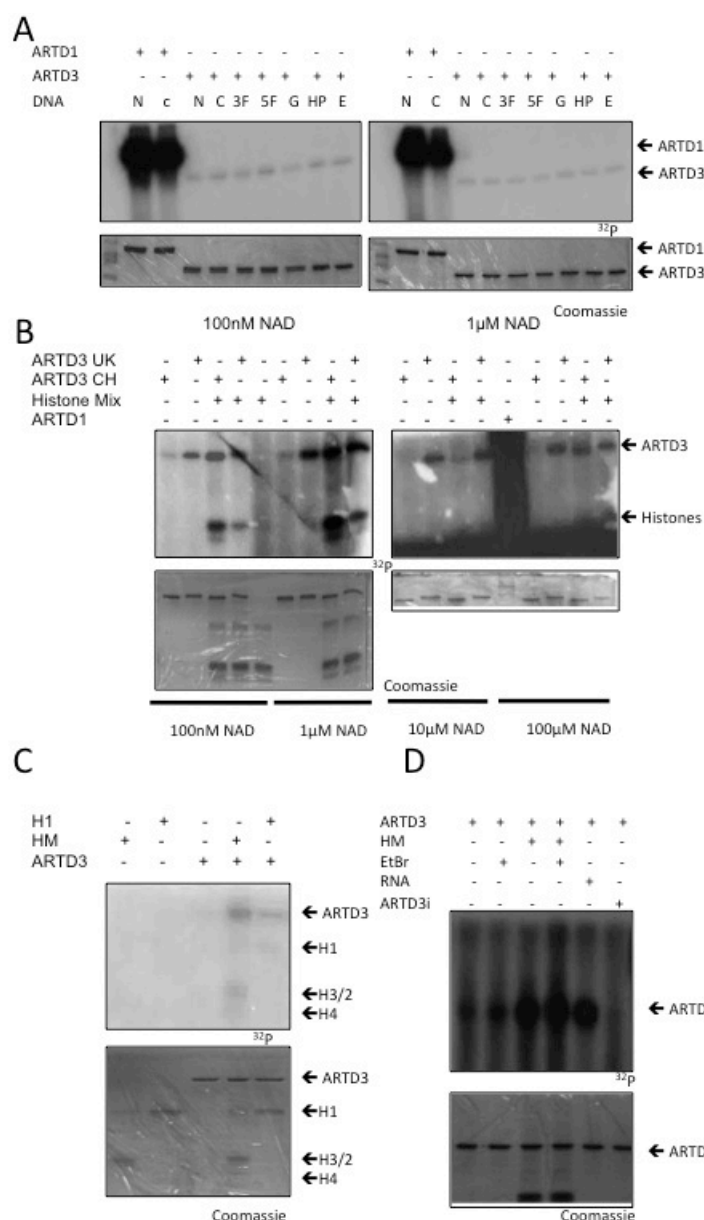 A
ARTD1 + + - - - - - - - + + - - - - - - -
ARTD3 - - + + + + + + + - - + + + + + + +
DNA N c N C 3F 5F G HP E N C N C 3F 5F G HP E
← ARTD1
← ARTD3
32P
← ARTD1
← ARTD3
Coomassie
100nM NAD 1µM NAD
B
ARTD3 UK - + - + - - + - + - + - + - - + - +
ARTD3 CH + - + - - + - + - + - + - - + - + -
Histone Mix - - + + + - - + + - - + + - - - + +
ARTD1 - - - - - - - - - - - - - + - - - -
← ARTD3
← Histones
32P
Coomassie
100nM NAD 1µM NAD 10µM NAD 100µM NAD
C
H1 - + - - +
HM + - - + -
ARTD3 - - + + +
← ARTD3
←H1
←H3/2
←H4
32P
← ARTD3
←H1
←H3/2
←H4
Coomassie
D
ARTD3 + + + + + +
HM - - + + - -
EtBr - + - + - -
RNA - - - - + -
ARTD3i - - - - - +
← ARTD
32P
← ARTD
Coomassie